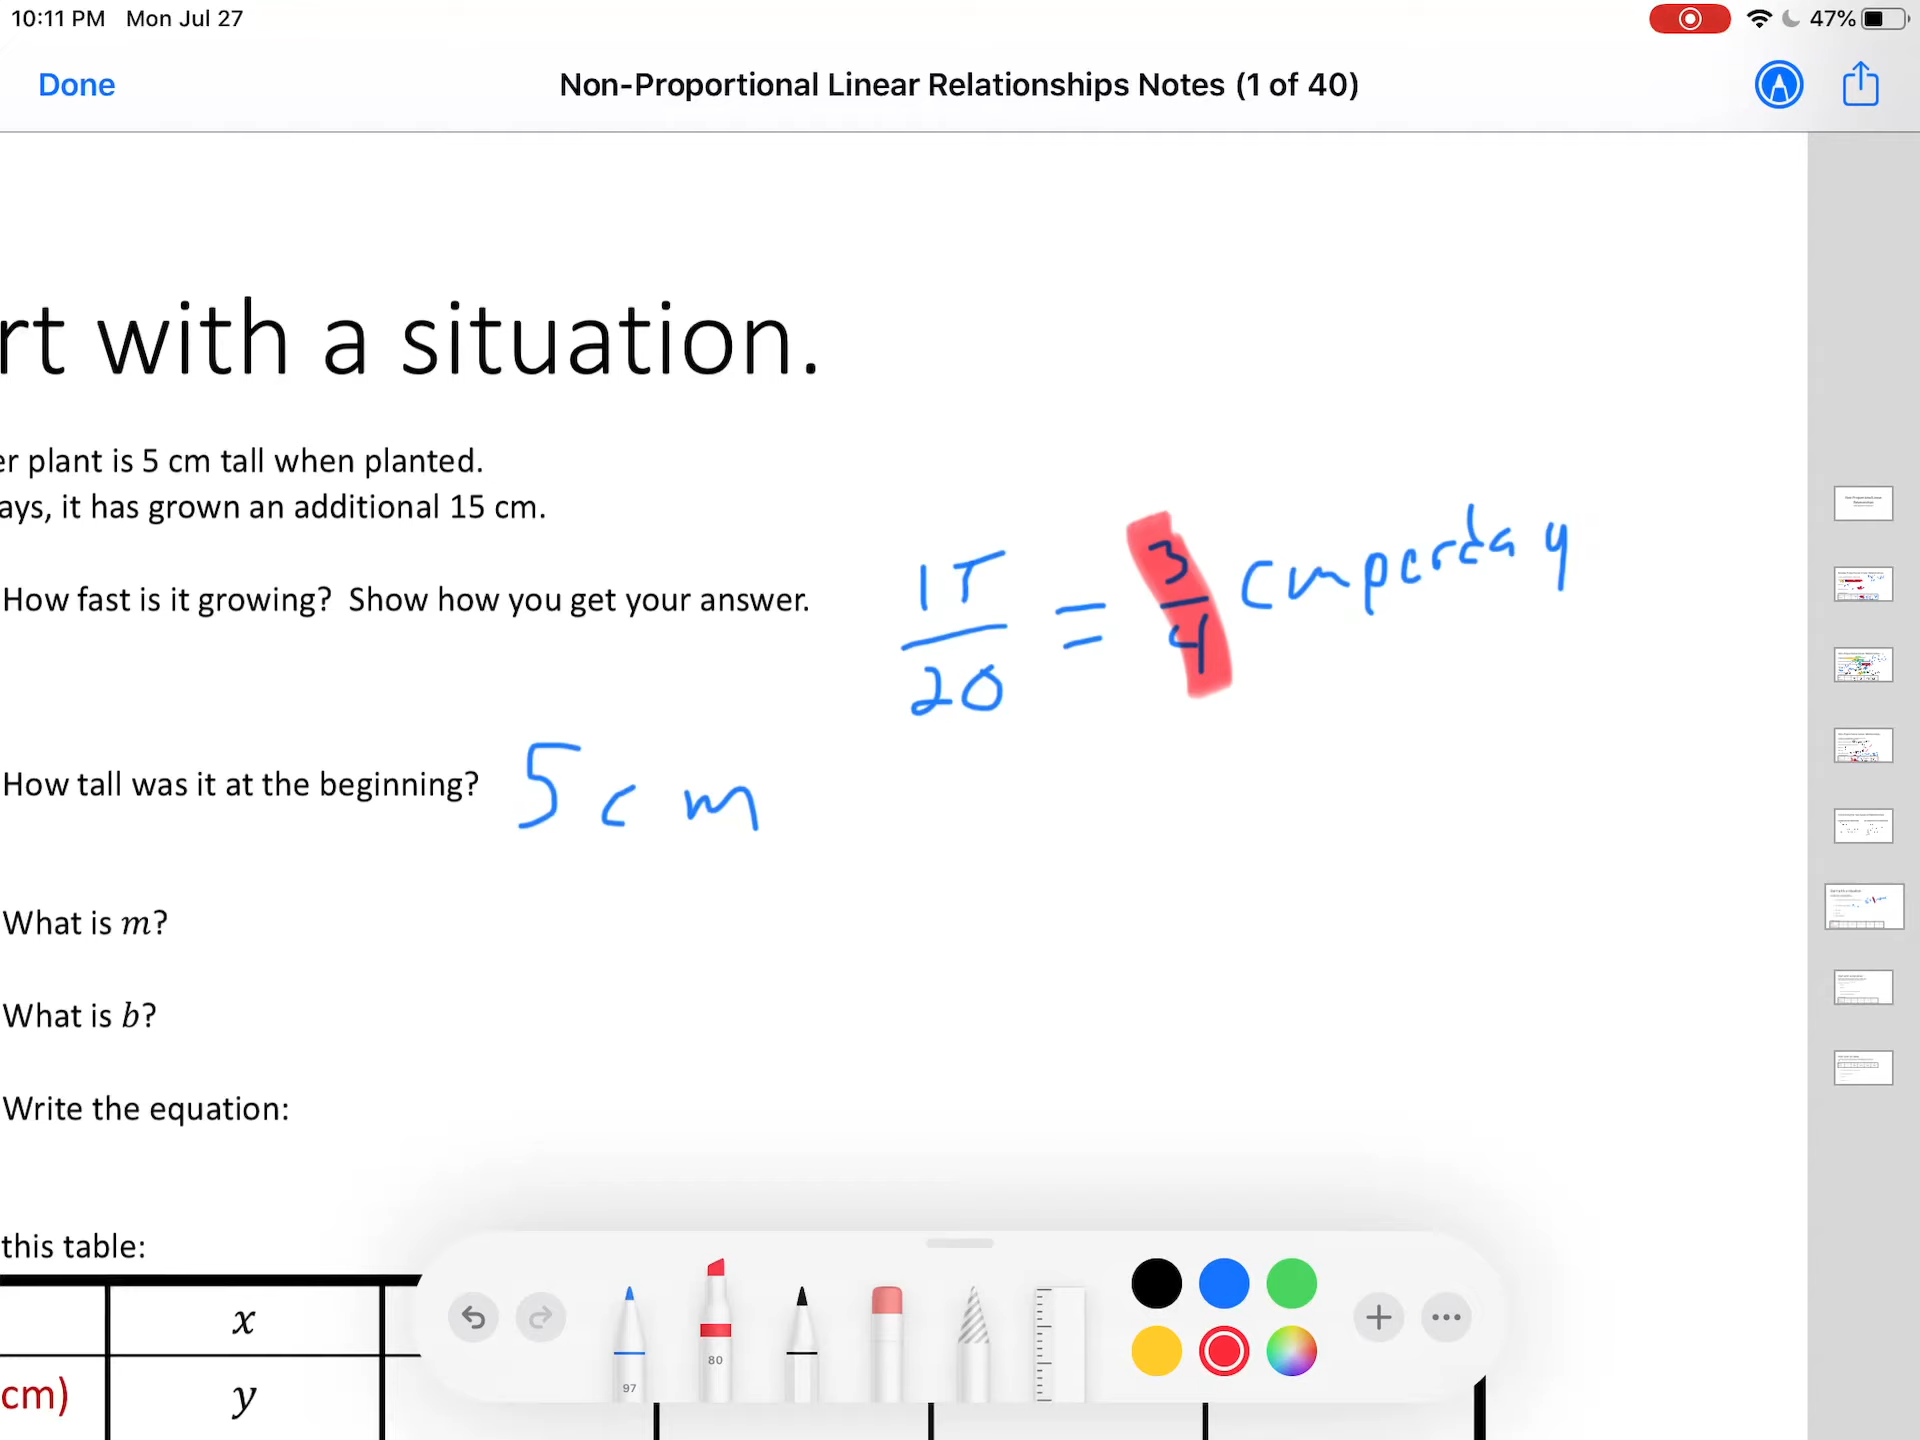 10:11 PM Mon Jul 27
47%
Done
Non-Proportional Linear Relationships Notes (1 of 40)
rt with a situation.
er plant is 5 cm tall when planted.
ays, it has grown an additional 15 cm.
How fast is it growing? Show how you get your answer.
15/20 = 3/4 cm per day
How tall was it at the beginning? 5 cm
What is m?
What is b?
Write the equation:
this table:
x
cm) y
97
80